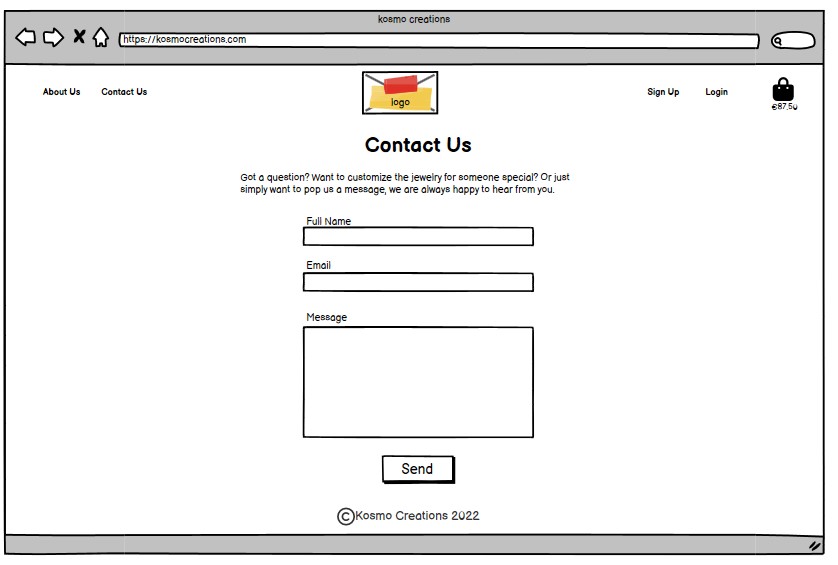 kosmo creations
https://kosmocreations.com
About Us Contact Us logo Sign Up Login
€87,50
Contact Us
Got a question? Want to customize the jewelry for someone special? Or just
simply want to pop us a message, we are always happy to hear from you.
Full Name
Email
Message
Send
©Kosmo Creations 2022